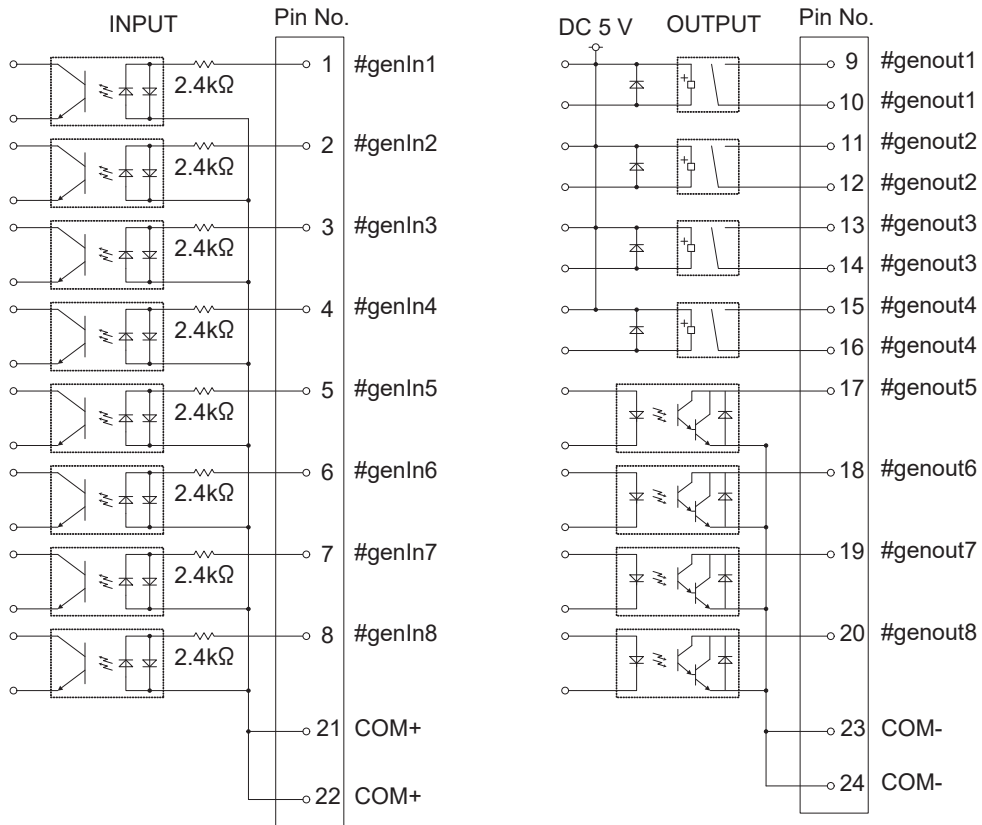 INPUT
Pin No.
1 #genIn1
2.4kΩ
2 #genIn2
2.4kΩ
3 #genIn3
2.4kΩ
4 #genIn4
2.4kΩ
5 #genIn5
2.4kΩ
6 #genIn6
2.4kΩ
7 #genIn7
2.4kΩ
8 #genIn8
2.4kΩ
21 COM+
22 COM+
DC 5 V
OUTPUT
Pin No.
9 #genout1
10 #genout1
11 #genout2
12 #genout2
13 #genout3
14 #genout3
15 #genout4
16 #genout4
17 #genout5
18 #genout6
19 #genout7
20 #genout8
23 COM-
24 COM-